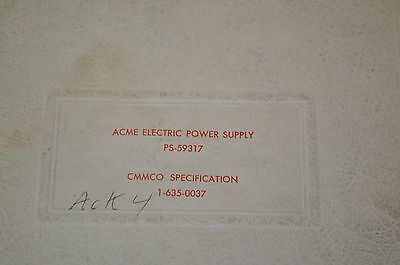 ACME ELECTRIC POWER SUPPLY
PS-59317
CMMCO SPECIFICATION
1-635-0037
Ack 4